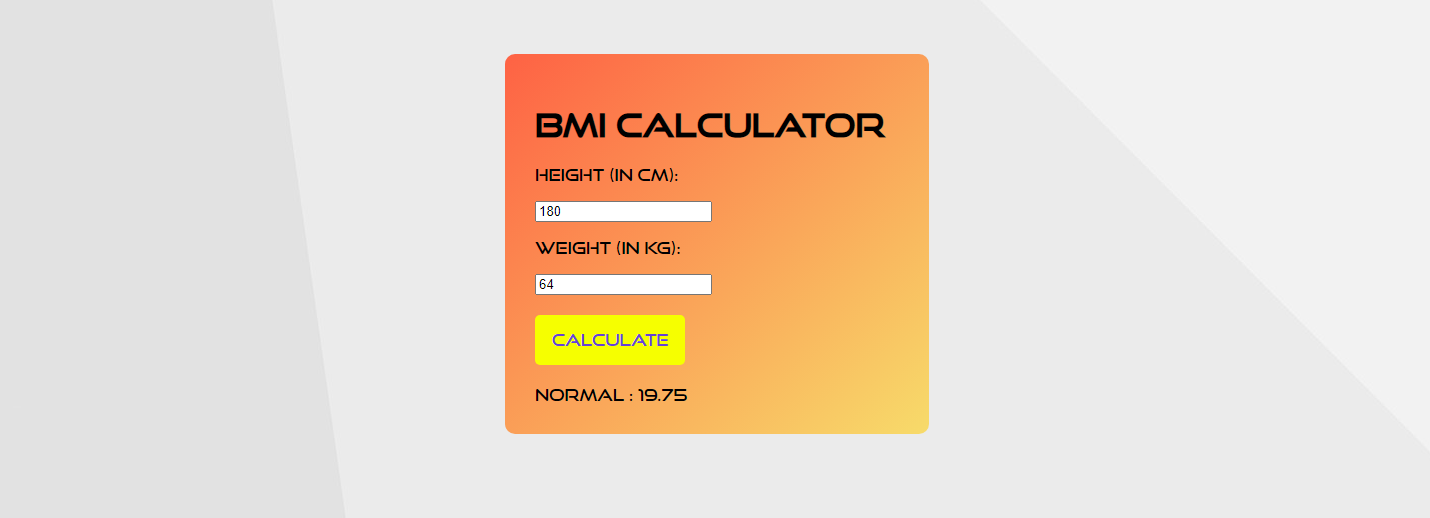 BMI CALCULATOR
HEIGHT (IN CM):
180
WEIGHT (IN KG):
64
CALCULATE
NORMAL : 19.75